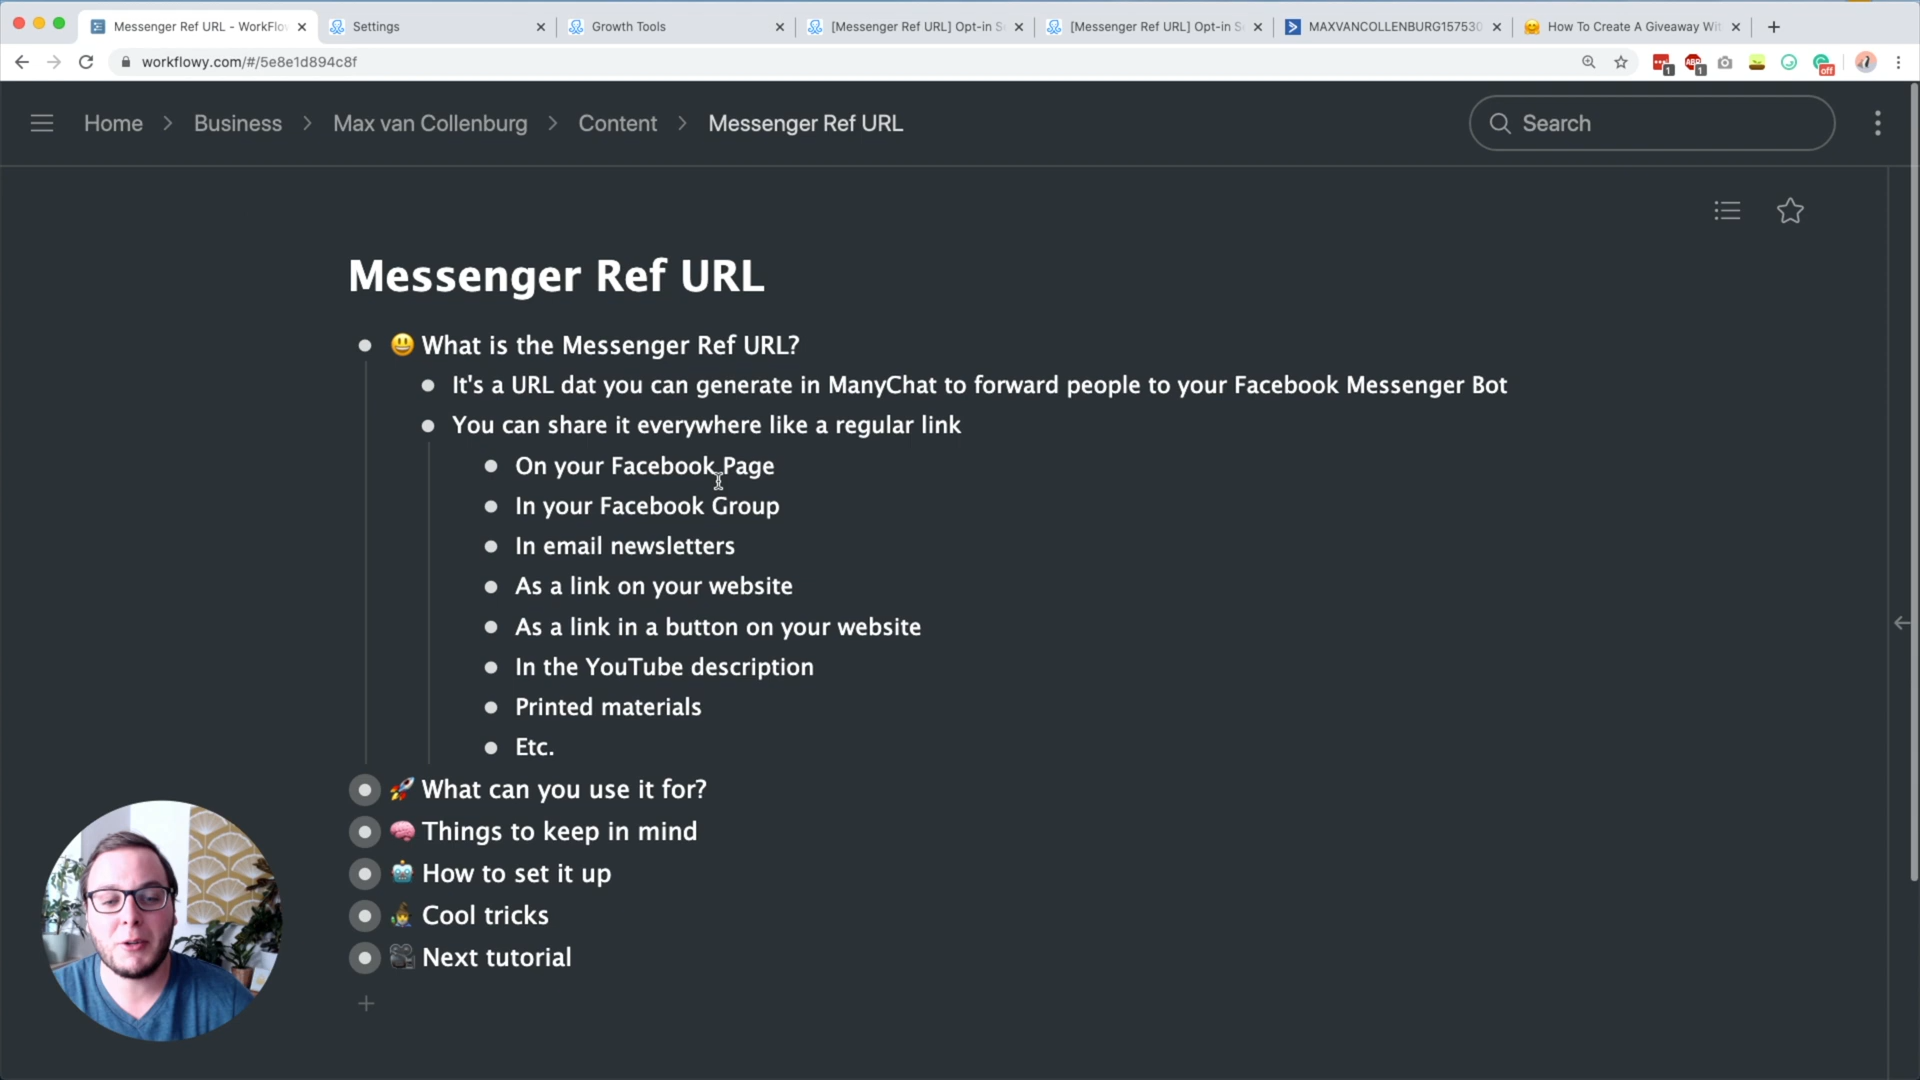 Messenger Ref URL - WorkFlo
Settings
Growth Tools
[Messenger Ref URL] Opt-in S
[Messenger Ref URL] Opt-in S
MAXVANCOLLENBURG157530
How To Create A Giveaway Wit
workflowy.com/#/5e8e1d894c8f
1
ABP
1
off
Home > Business > Max van Collenburg > Content > Messenger Ref URL
Search
Messenger Ref URL
😃 What is the Messenger Ref URL?
It's a URL dat you can generate in ManyChat to forward people to your Facebook Messenger Bot
You can share it everywhere like a regular link
On your Facebook Page
In your Facebook Group
In email newsletters
As a link on your website
As a link in a button on your website
In the YouTube description
Printed materials
Etc.
🚀 What can you use it for?
🧠 Things to keep in mind
🤖 How to set it up
Cool tricks
🎥 Next tutorial